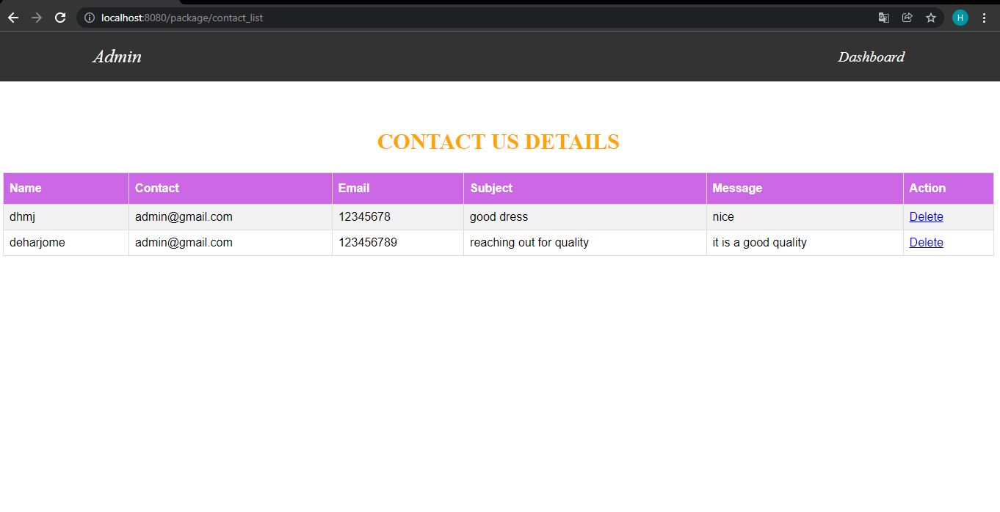 localhost:8080/package/contact_list
H
Admin Dashboard
CONTACT US DETAILS
Name Contact Email Subject Message Action
dhmj admin@gmail.com 12345678 good dress nice Delete
deharjome admin@gmail.com 123456789 reaching out for quality it is a good quality Delete